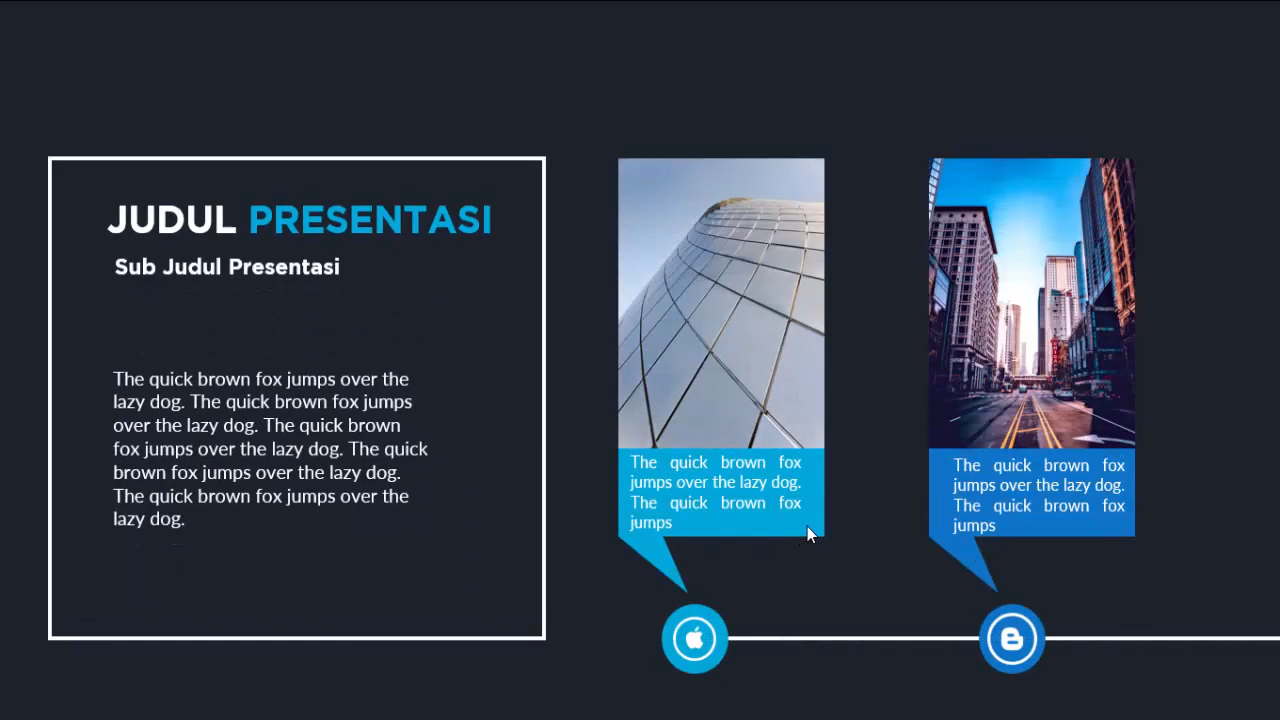 JUDUL PRESENTASI
Sub Judul Presentasi
The quick brown fox jumps over the
lazy dog. The quick brown fox jumps
over the lazy dog. The quick brown
fox jumps over the lazy dog. The quick
brown fox jumps over the lazy dog.
The quick brown fox jumps over the
lazy dog.
The quick brown fox
jumps over the lazy dog.
The quick brown fox
jumps
The quick brown fox
jumps over the lazy dog.
The quick brown fox
jumps